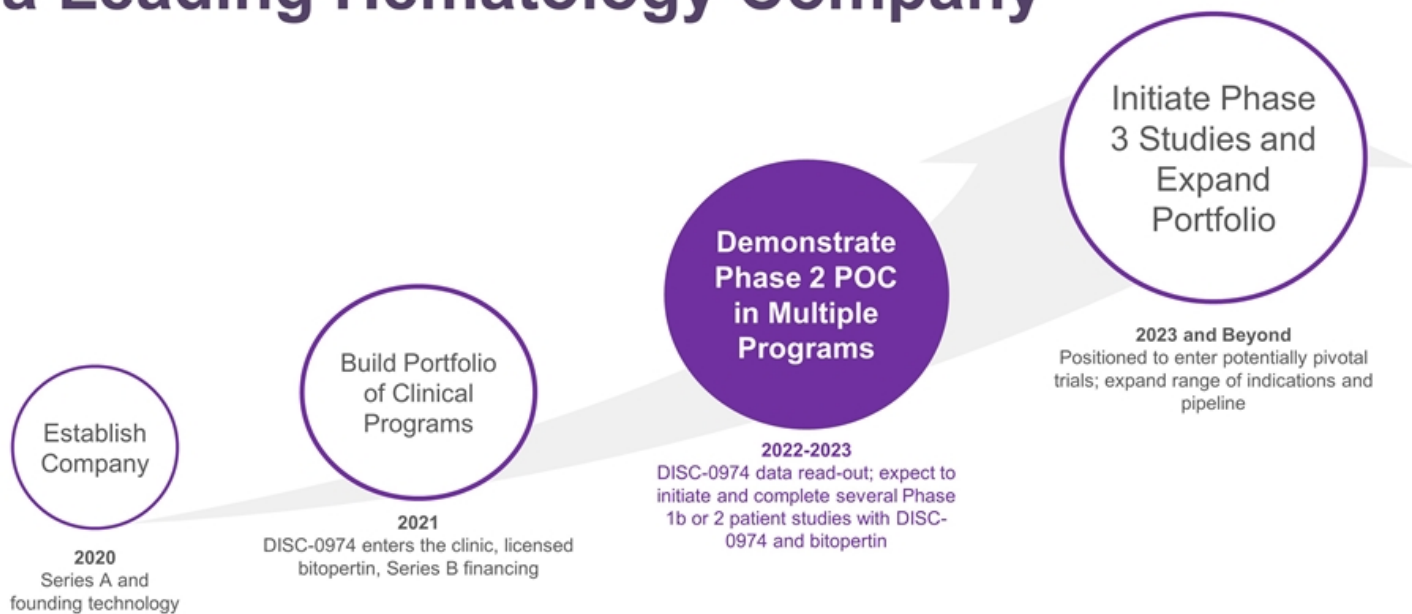 a Leading Hematology Company
Establish
Company
2020
Series A and
founding technology
Build Portfolio
of Clinical
Programs
2021
DISC-0974 enters the clinic, licensed
bitopertin, Series B financing
Demonstrate
Phase 2 POC
in Multiple
Programs
2022-2023
DISC-0974 data read-out; expect to
initiate and complete several Phase
1b or 2 patient studies with DISC-
0974 and bitopertin
Initiate Phase
3 Studies and
Expand
Portfolio
2023 and Beyond
Positioned to enter potentially pivotal
trials; expand range of indications and
pipeline